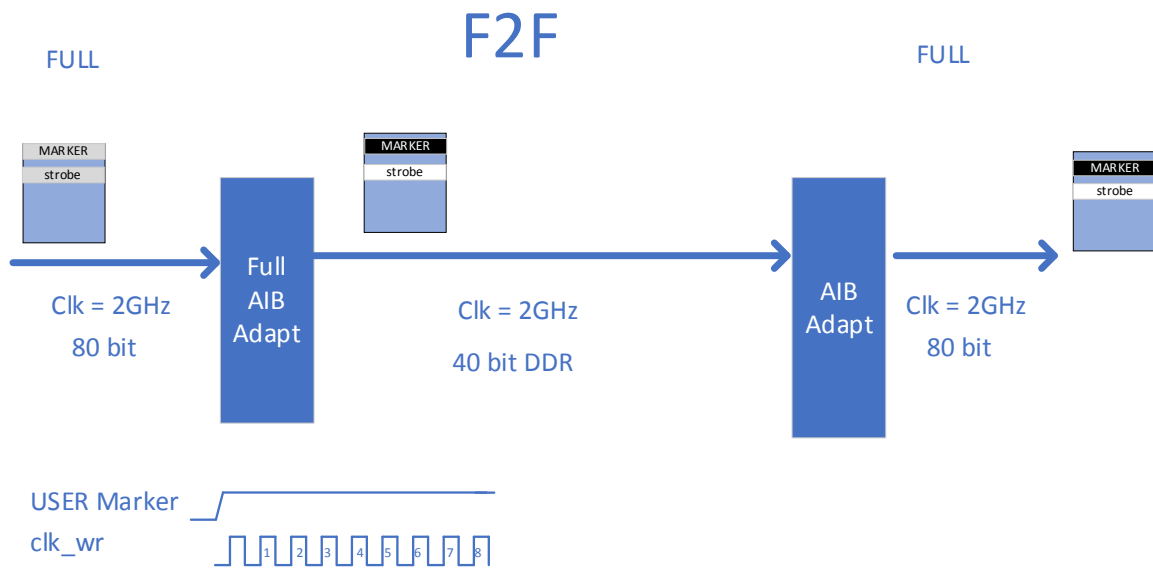 F2F
FULL
FULL
MARKER
strobe
MARKER
strobe
MARKER
strobe
Full
AIB
Adapt
AIB
Adapt
Clk = 2GHz
80 bit
Clk = 2GHz
40 bit DDR
Clk = 2GHz
80 bit
USER Marker
clk_wr
1 2 3 4 5 6 7 8